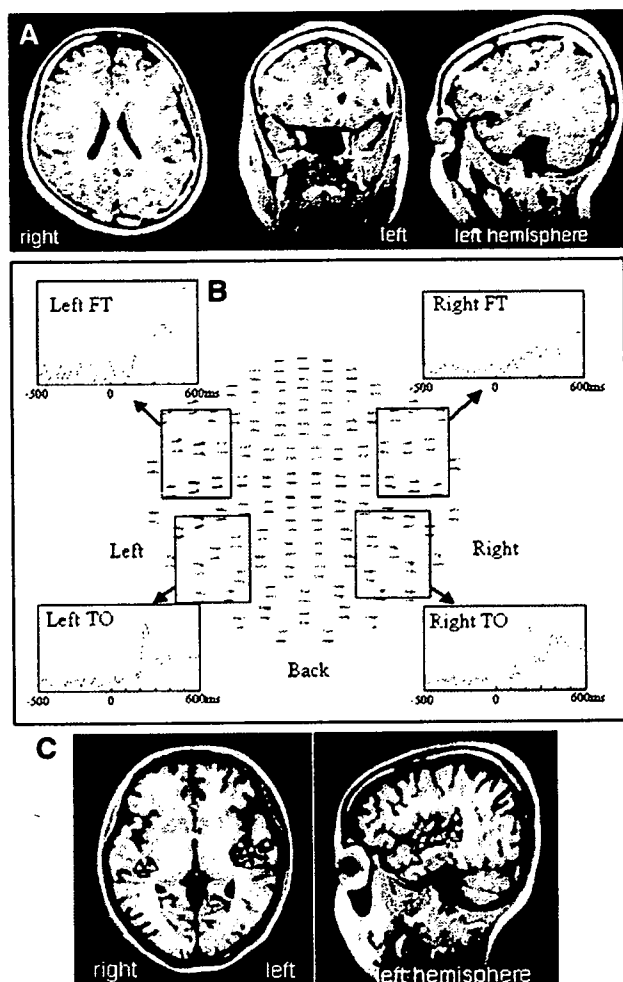 A
right
left
left hemisphere
B
Left FT
-500 0 600ms
Right FT
-500 0 600ms
Left
Right
Left TO
-500 0 600ms
Back
Right TO
-500 0 600ms
C
right
left
left hemisphere